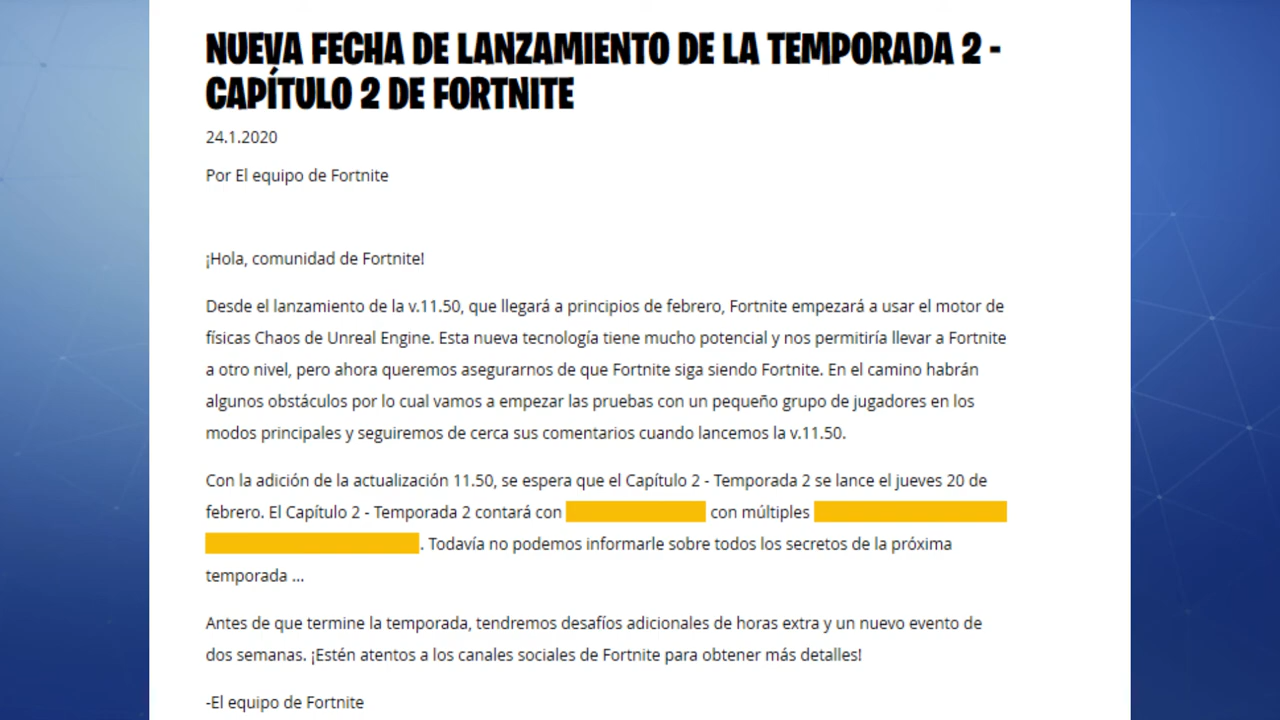 NUEVA FECHA DE LANZAMIENTO DE LA TEMPORADA 2 -
CAPÍTULO 2 DE FORTNITE
24.1.2020
Por El equipo de Fortnite
¡Hola, comunidad de Fortnite!
Desde el lanzamiento de la v.11.50, que llegará a principios de febrero, Fortnite empezará a usar el motor de
físicas Chaos de Unreal Engine. Esta nueva tecnología tiene mucho potencial y nos permitiría llevar a Fortnite
a otro nivel, pero ahora queremos asegurarnos de que Fortnite siga siendo Fortnite. En el camino habrán
algunos obstáculos por lo cual vamos a empezar las pruebas con un pequeño grupo de jugadores en los
modos principales y seguiremos de cerca sus comentarios cuando lancemos la v.11.50.
Con la adición de la actualización 11.50, se espera que el Capítulo 2 - Temporada 2 se lance el jueves 20 de
febrero. El Capítulo 2 - Temporada 2 contará con con múltiples
. Todavía no podemos informarle sobre todos los secretos de la próxima
temporada ...
Antes de que termine la temporada, tendremos desafíos adicionales de horas extra y un nuevo evento de
dos semanas. ¡Estén atentos a los canales sociales de Fortnite para obtener más detalles!
-El equipo de Fortnite